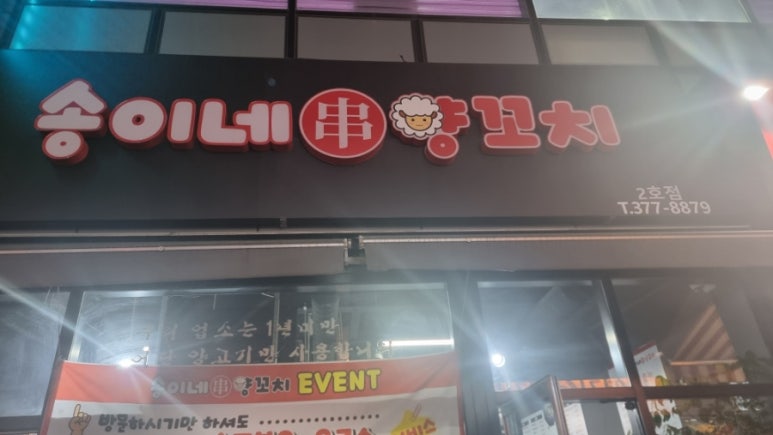 송이네 串 양꼬치
2호점
T.377-8879
업소는 1년미만
양고기만 사용합니다
송이네 串 양꼬치 EVENT
방문하시기만 하셔도